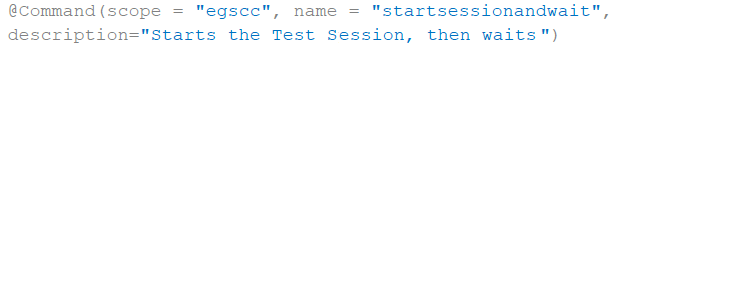 @Command(scope = "egscc", name = "startsessionandwait",
description="Starts the Test Session, then waits")